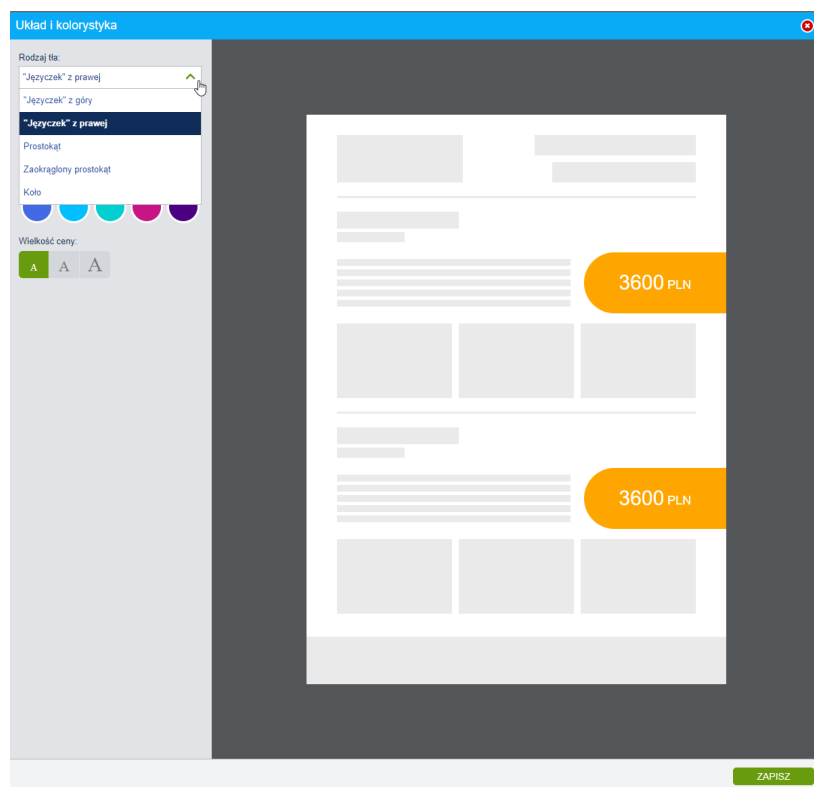 Układ i kolorystyka
Rodzaj tła:
"Języczek" z prawej
"Języczek" z góry
"Języczek" z prawej
Prostokąt
Zaokrąglony prostokąt
Koło
Wielkość ceny:
A A A
3600 PLN
3600 PLN
ZAPISZ